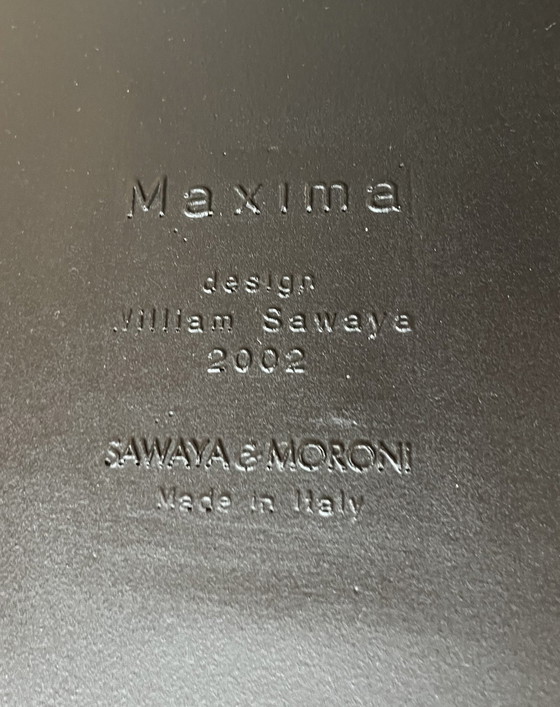 Maxima
design
William Sawaya
2002
SAWAYA & MORONI
Made in Italy